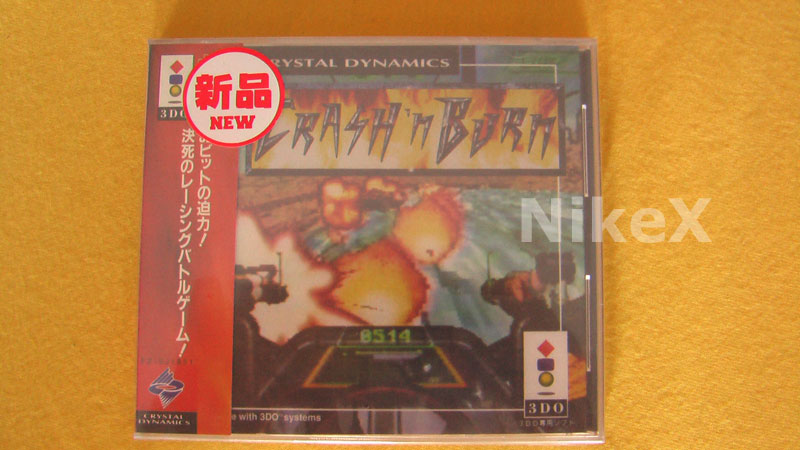 CRYSTAL DYNAMICS
新品
NEW
3DO
CRASH 'n BURN
ビットの迫力!
決死のレーシングバトルゲーム!
NikeX
8514
CRYSTAL
DYNAMICS
with 3DO systems
3DO
3DO専用ソフト